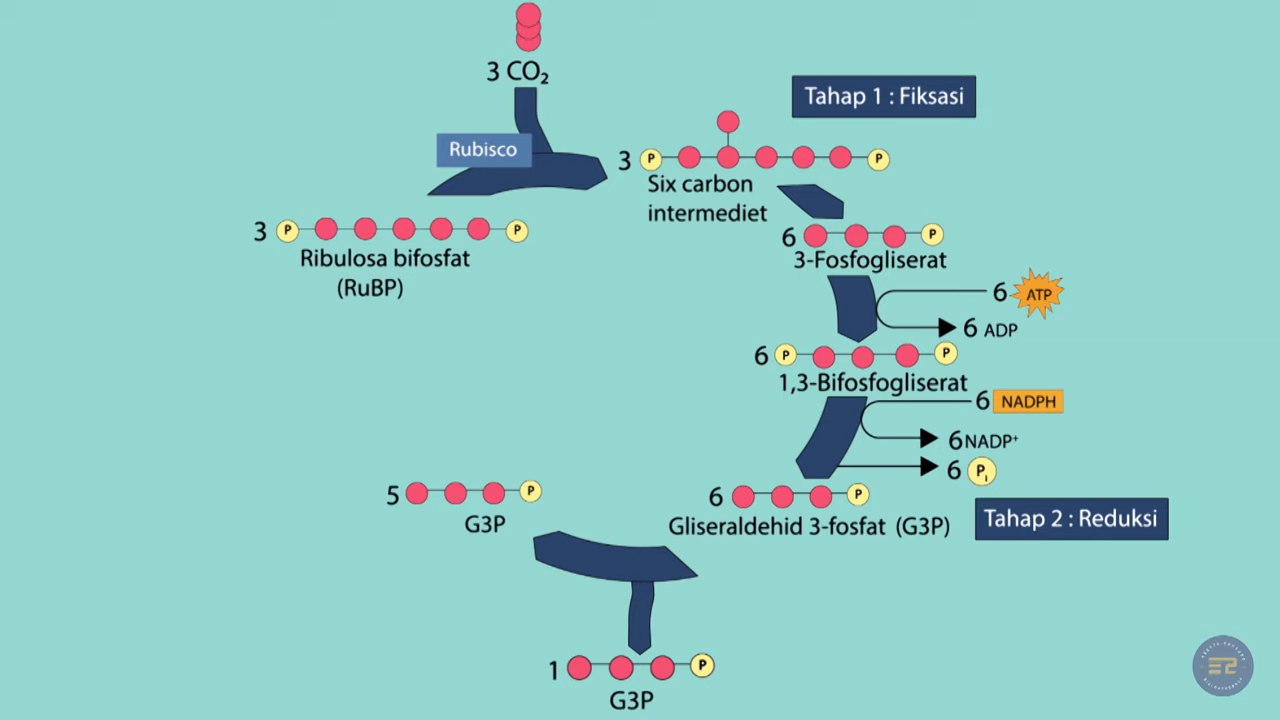 3 CO₂
Tahap 1 : Fiksasi
Rubisco
3 P P
Six carbon
intermediet
3 P P
Ribulosa bifosfat
(RuBP)
6 P
3-Fosfogliserat
6 ATP
6 ADP
6 P P
1,3-Bifosfogliserat
6 NADPH
6 NADP⁺
6 Pᵢ
5 P
G3P
6 P
Gliseraldehid 3-fosfat (G3P)
Tahap 2 : Reduksi
1 P
G3P